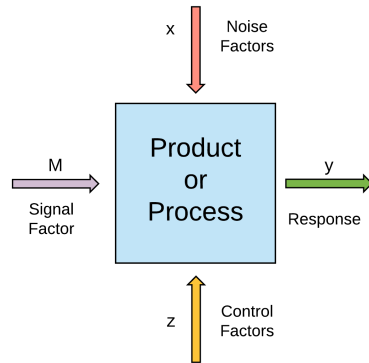 x
Noise
Factors
M
Signal
Factor
Product
or
Process
y
Response
z
Control
Factors